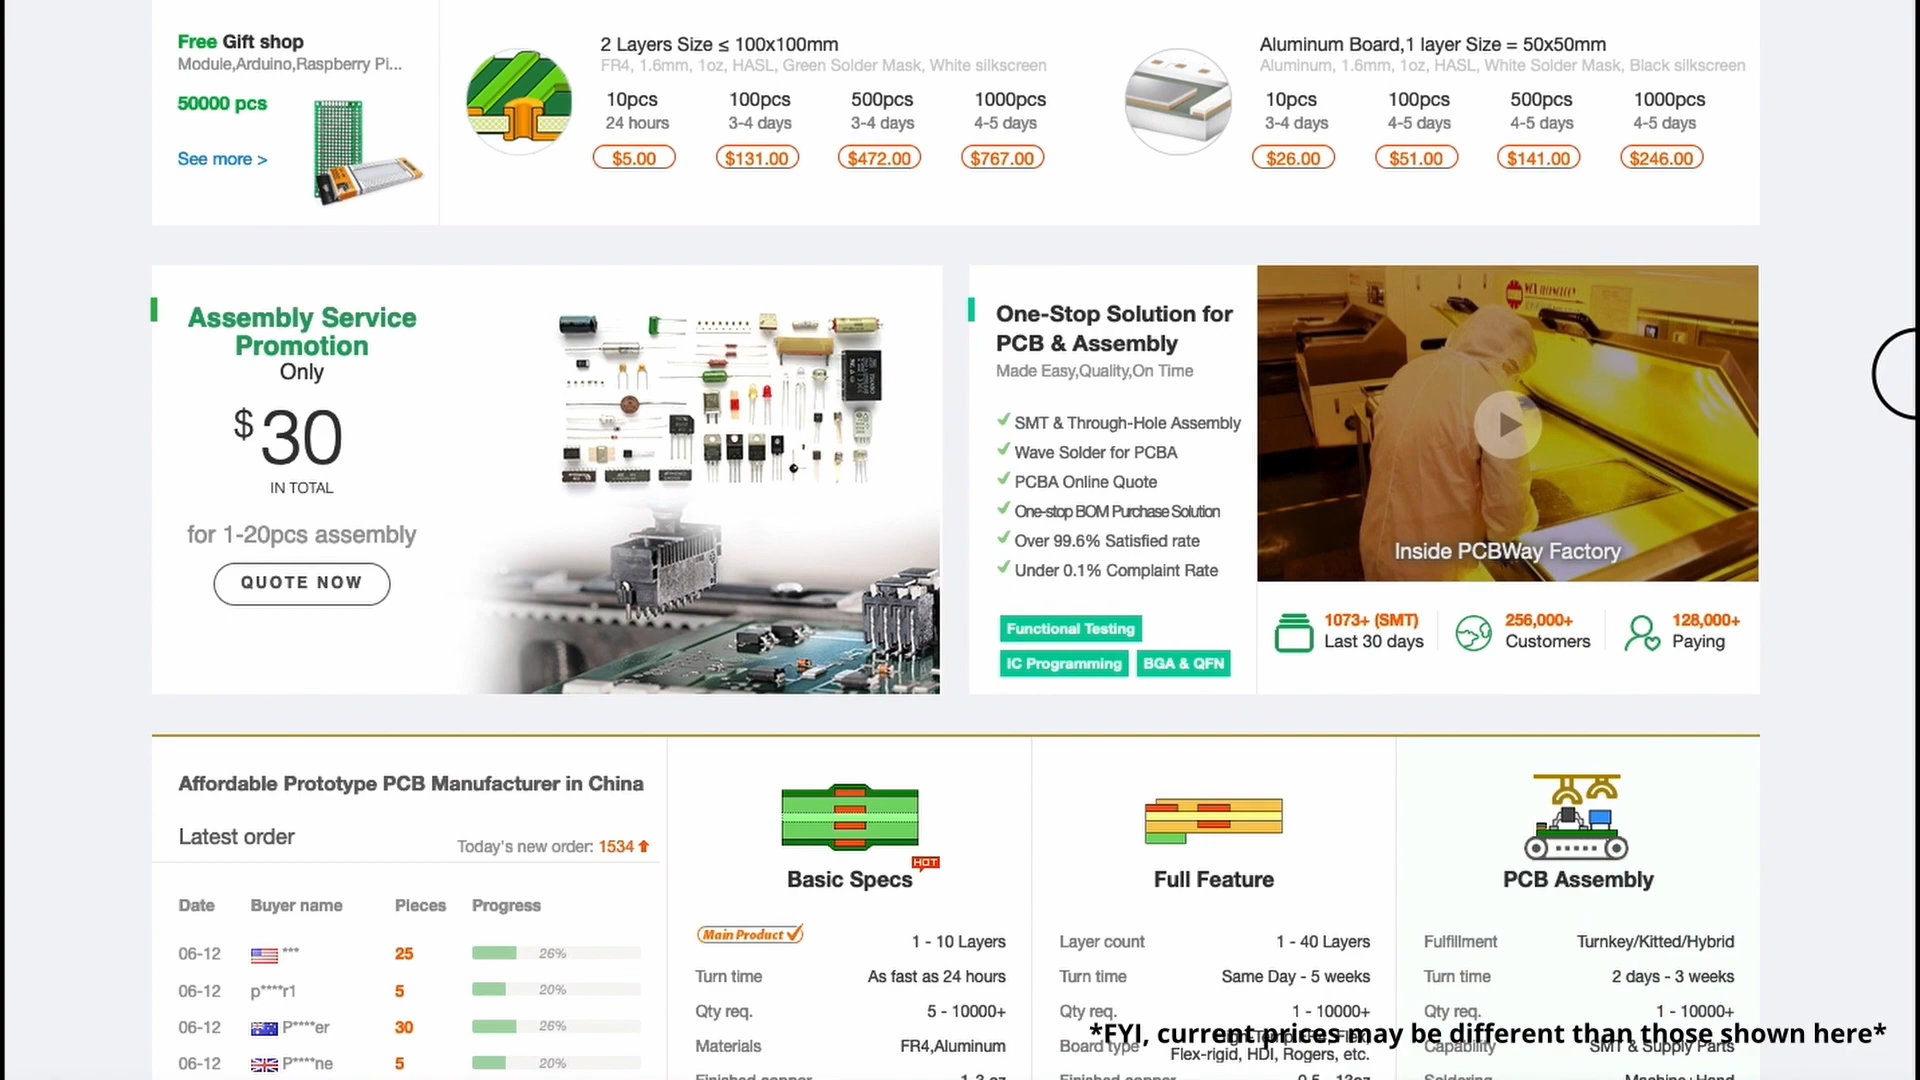 Free Gift shop
Module,Arduino,Raspberry Pi...
50000 pcs
See more >
2 Layers Size ≤ 100x100mm
FR4, 1.6mm, 1oz, HASL, Green Solder Mask, White silkscreen
10pcs 100pcs 500pcs 1000pcs
24 hours 3-4 days 3-4 days 4-5 days
$5.00 $131.00 $472.00 $767.00
Aluminum Board,1 layer Size = 50x50mm
Aluminum, 1.6mm, 1oz, HASL, White Solder Mask, Black silkscreen
10pcs 100pcs 500pcs 1000pcs
3-4 days 4-5 days 4-5 days 4-5 days
$26.00 $51.00 $141.00 $246.00
Assembly Service
Promotion
Only
$30
IN TOTAL
for 1-20pcs assembly
QUOTE NOW
One-Stop Solution for
PCB & Assembly
Made Easy,Quality,On Time
SMT & Through-Hole Assembly
Wave Solder for PCBA
PCBA Online Quote
One-stop BOM Purchase Solution
Over 99.6% Satisfied rate
Under 0.1% Complaint Rate
Functional Testing
IC Programming BGA & QFN
Inside PCBWay Factory
1073+ (SMT)
Last 30 days
256,000+
Customers
128,000+
Paying
Affordable Prototype PCB Manufacturer in China
Latest order
Today's new order: 1534
Date Buyer name Pieces Progress
06-12 *** 25 26%
06-12 p****r1 5 20%
06-12 P****er 30 26%
06-12 P****ne 5 20%
HOT
Basic Specs
Main Product
1 - 10 Layers
Turn time As fast as 24 hours
Qty req. 5 - 10000+
Materials FR4,Aluminum
Finished copper 1-3 oz
Full Feature
Layer count 1 - 40 Layers
Turn time Same Day - 5 weeks
Qty req. 1 - 10000+
Board type
Flex-rigid, HDI, Rogers, etc.
Finished copper 0.5 - 13oz
PCB Assembly
Fulfillment Turnkey/Kitted/Hybrid
Turn time 2 days - 3 weeks
Qty req. 1 - 10000+
Capability SMT & Supply Parts
Soldering Machine+Hand
*FYI, current prices may be different than those shown here*